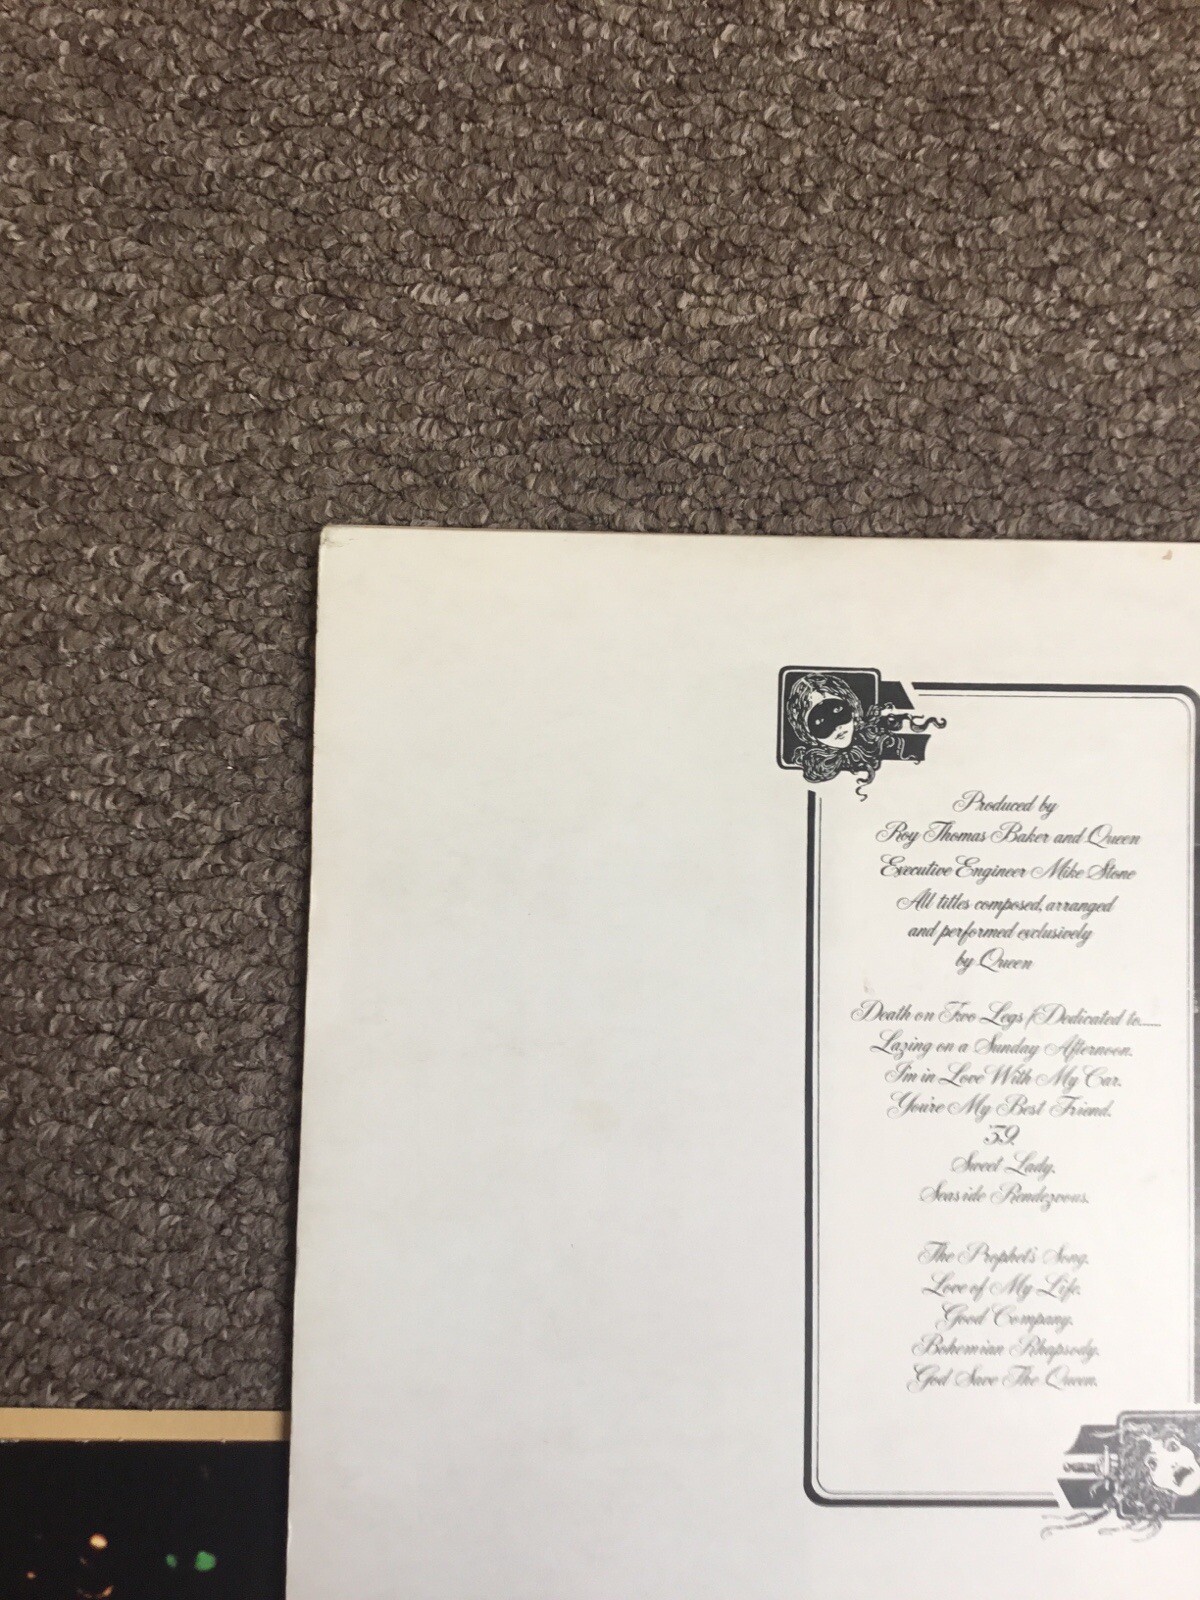 Produced by
Roy Thomas Baker and Queen
Executive Engineer Mike Stone
All titles composed, arranged
and performed exclusively
by Queen
Death on Two Legs (Dedicated to......
Lazing on a Sunday Afternoon.
I'm in Love With My Car.
You're My Best Friend.
'39.
Sweet Lady.
Seaside Rendezvous.
The Prophet's Song.
Love of My Life.
Good Company.
Bohemian Rhapsody.
God Save The Queen.